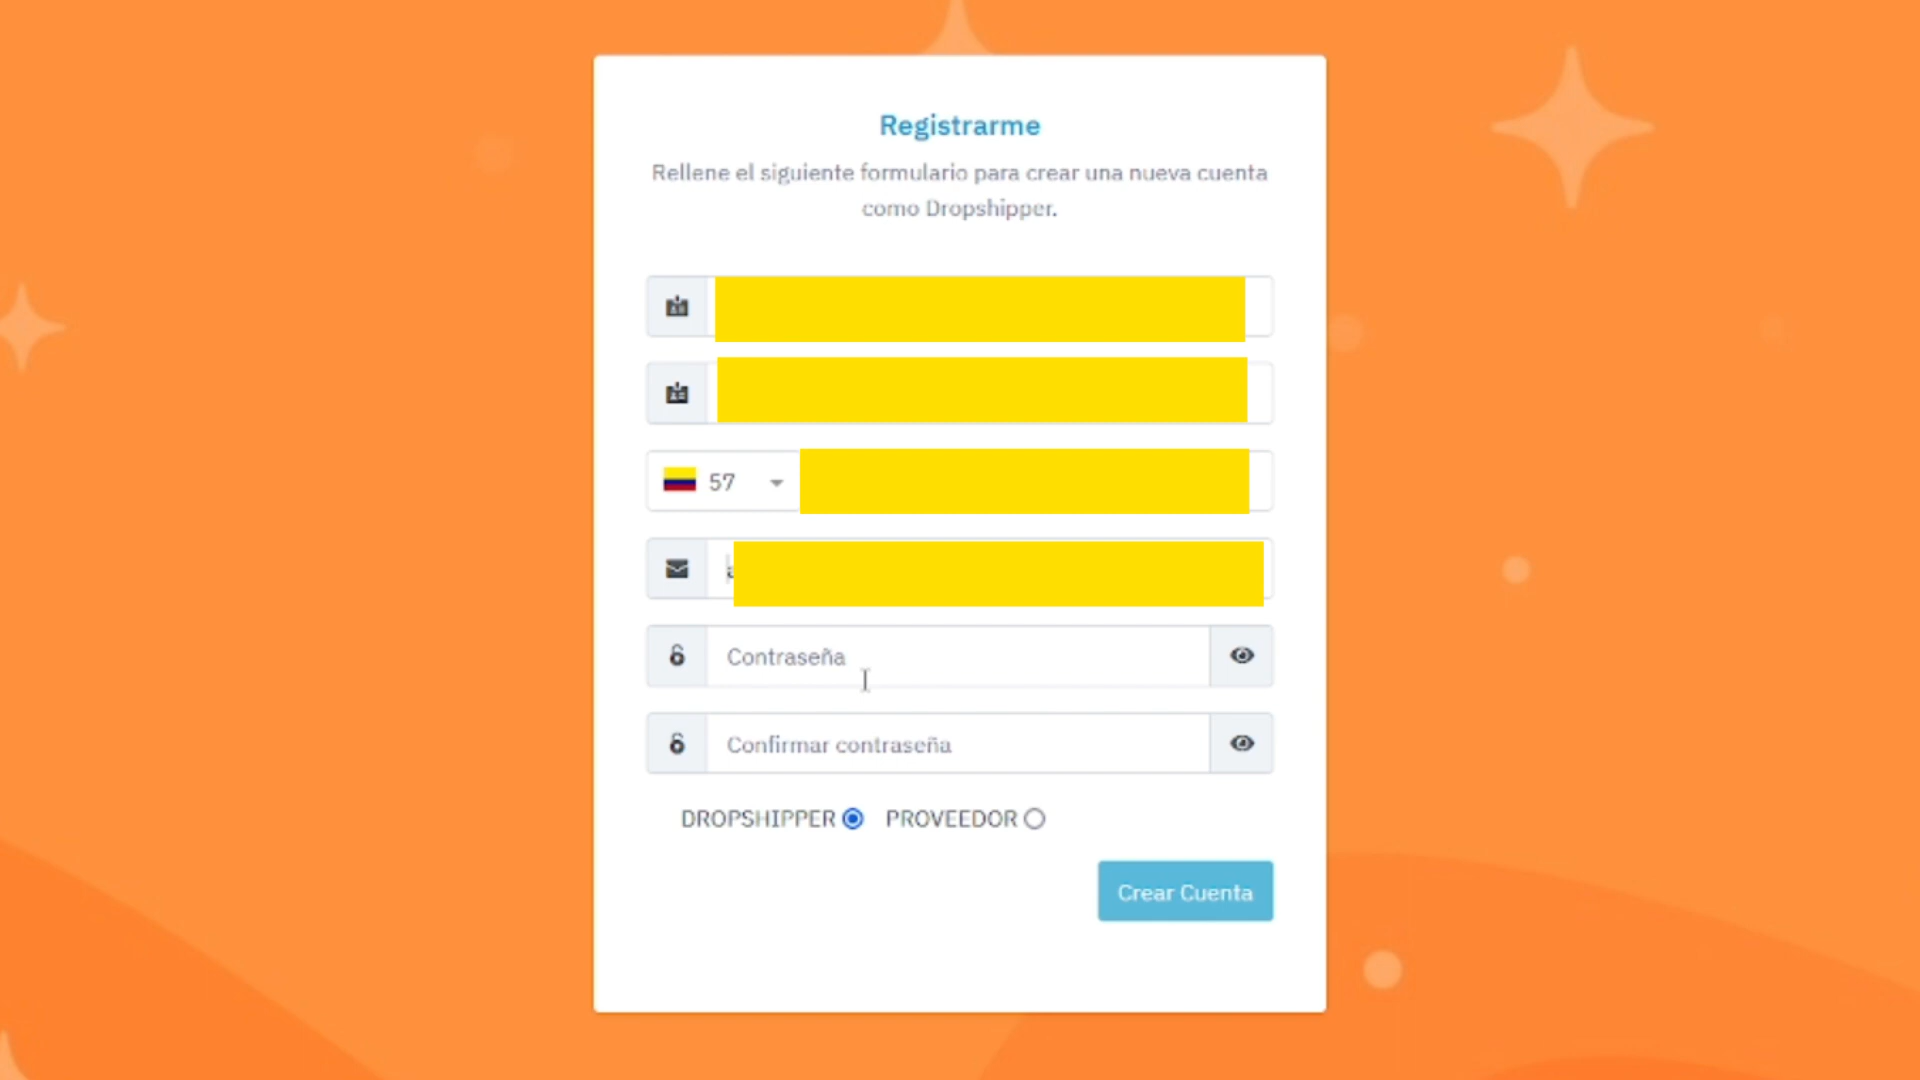 Registrarme
Rellene el siguiente formulario para crear una nueva cuenta
como Dropshipper.
57
Contraseña
Confirmar contraseña
DROPSHIPPER PROVEEDOR
Crear Cuenta